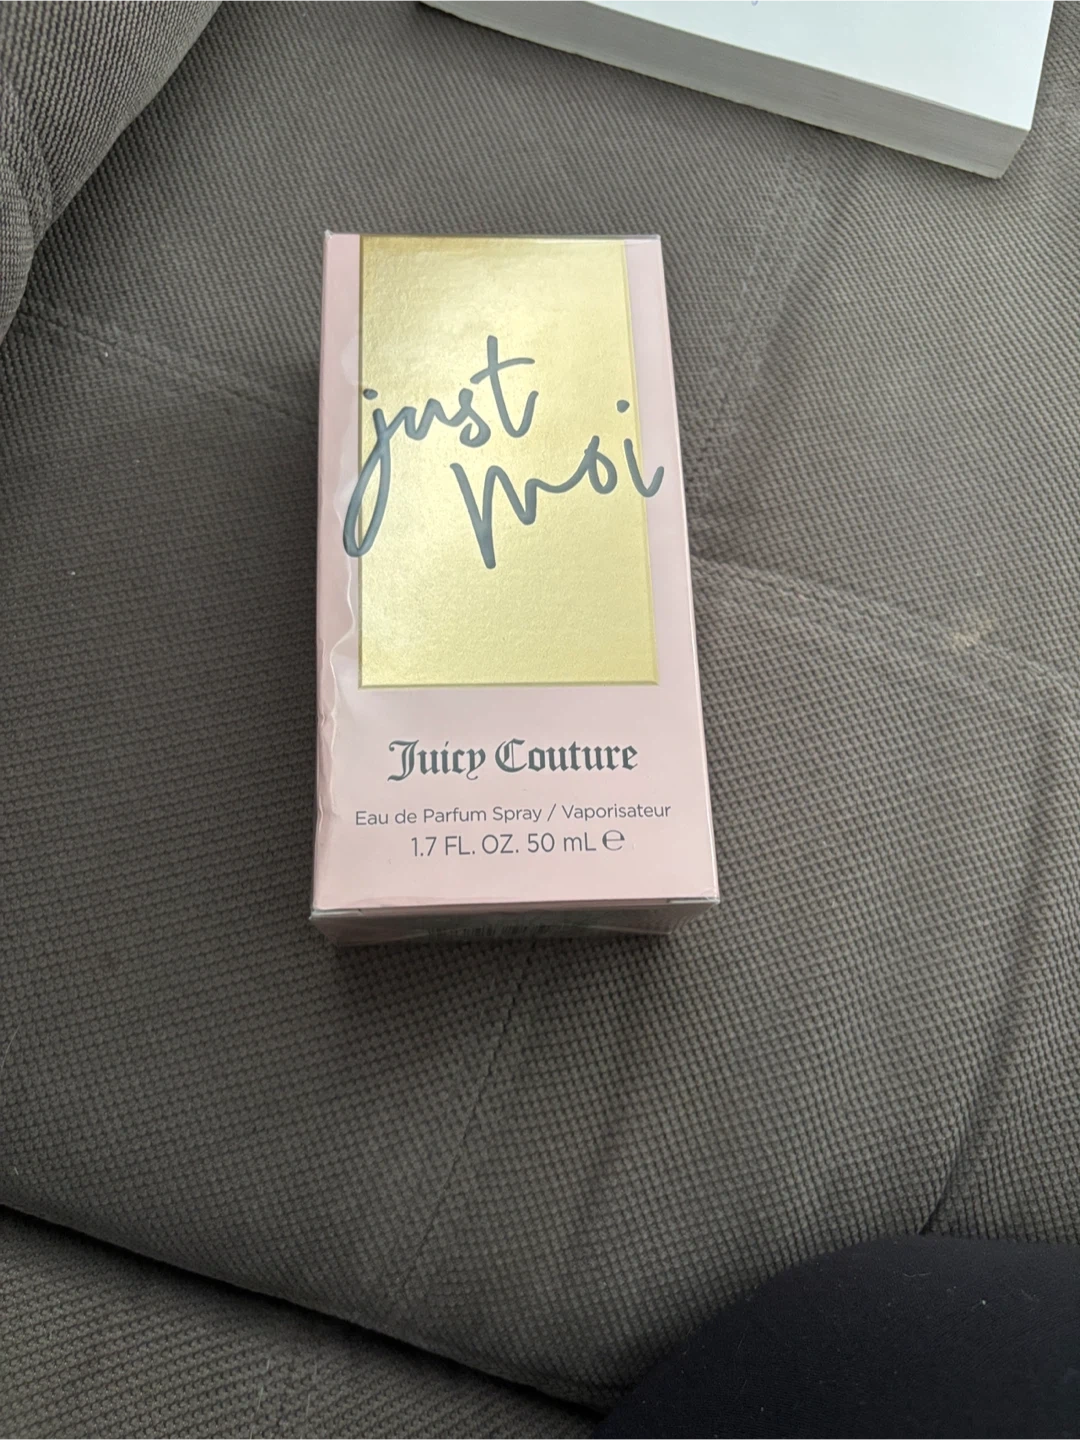 just
moi
Juicy Couture
Eau de Parfum Spray / Vaporisateur
1.7 FL. OZ. 50 mL ℮